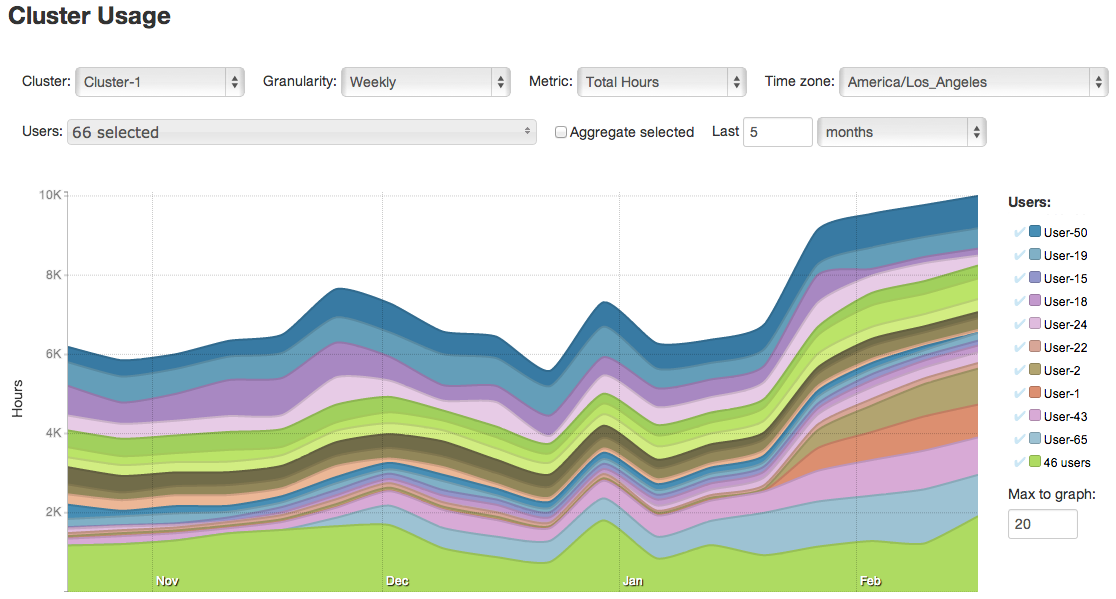 Cluster Usage
Cluster: Cluster-1 Granularity: Weekly Metric: Total Hours Time zone: America/Los_Angeles
Users: 66 selected Aggregate selected Last 5 months
10K
8K
6K
4K
2K
Hours
Nov Dec Jan Feb
Users:
User-50
User-19
User-15
User-18
User-24
User-22
User-2
User-1
User-43
User-65
46 users
Max to graph:
20